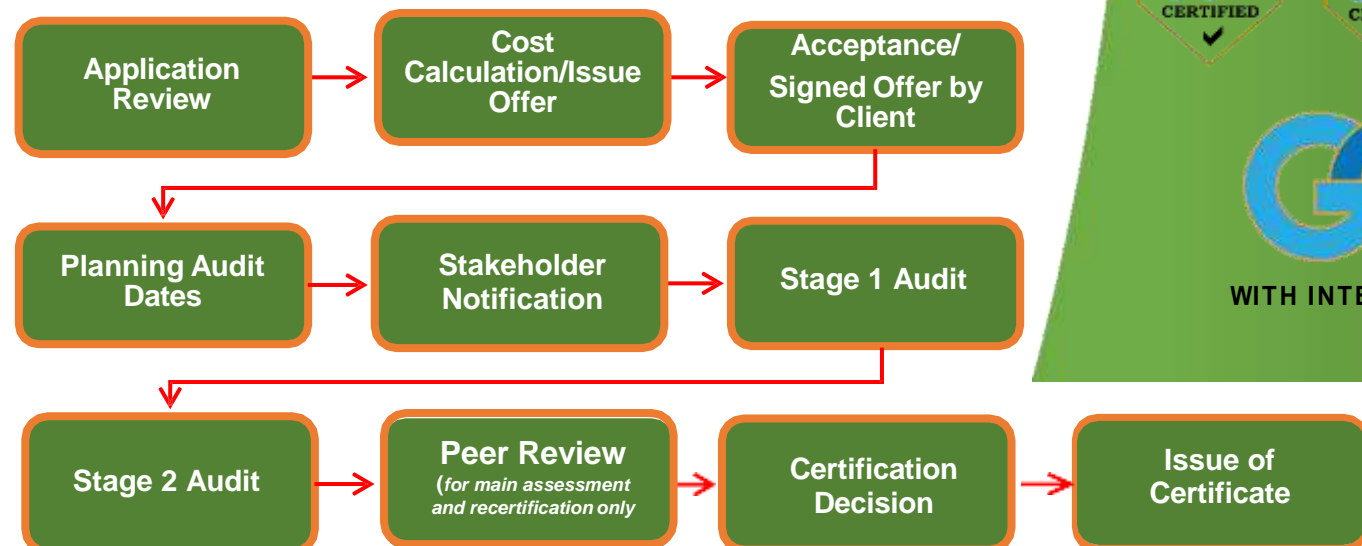 Application
Review
Cost
Calculation/Issue
Offer
Acceptance/
Signed Offer by
Client
CERTIFIED
Planning Audit
Dates
Stakeholder
Notification
Stage 1 Audit
WITH
Stage 2 Audit
Peer Review
(for main assessment
and recertification only
Certification
Decision
Issue of
Certificate